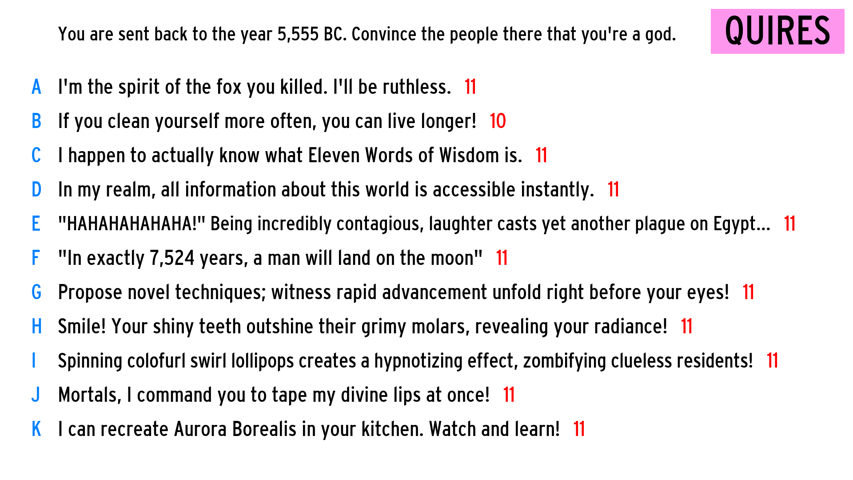 You are sent back to the year 5,555 BC. Convince the people there that you're a god. QUIRES
A I'm the spirit of the fox you killed. I'll be ruthless. 11
B If you clean yourself more often, you can live longer! 10
C I happen to actually know what Eleven Words of Wisdom is. 11
D In my realm, all information about this world is accessible instantly. 11
E "HAHAHAHAHAHA!" Being incredibly contagious, laughter casts yet another plague on Egypt... 11
F "In exactly 7,524 years, a man will land on the moon" 11
G Propose novel techniques; witness rapid advancement unfold right before your eyes! 11
H Smile! Your shiny teeth outshine their grimy molars, revealing your radiance! 11
I Spinning colofurl swirl lollipops creates a hypnotizing effect, zombifying clueless residents! 11
J Mortals, I command you to tape my divine lips at once! 11
K I can recreate Aurora Borealis in your kitchen. Watch and learn! 11